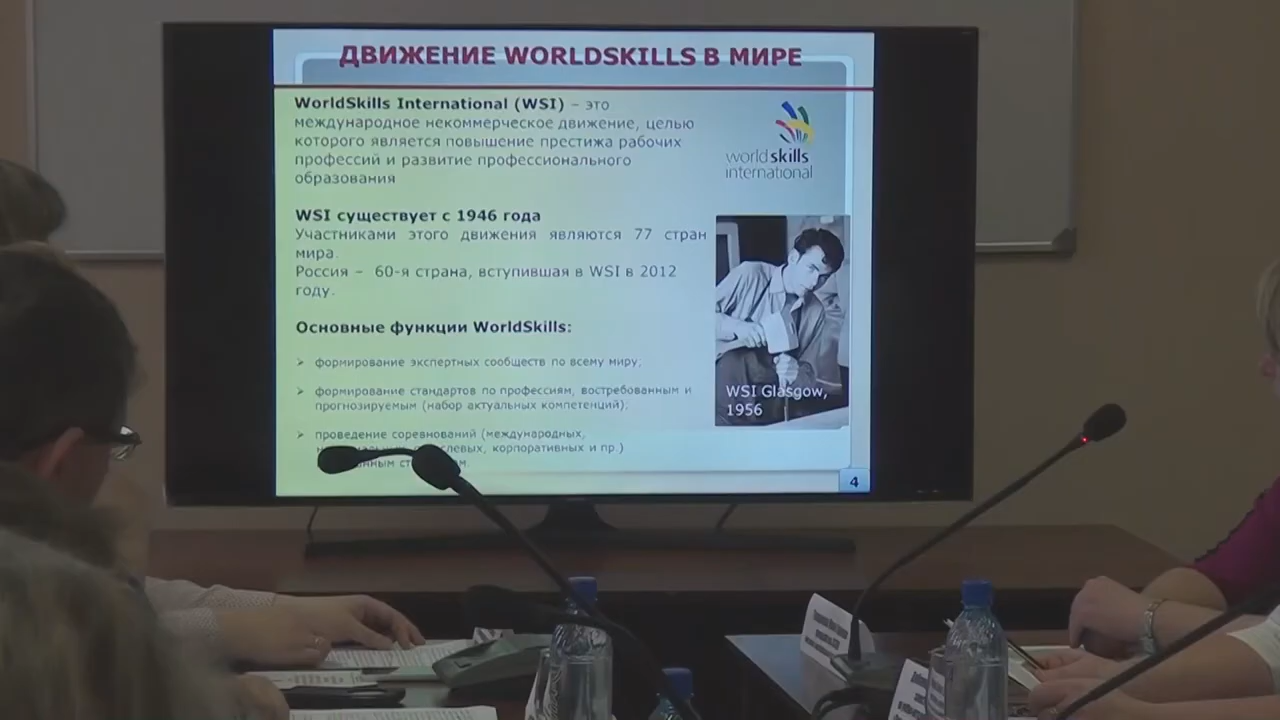 ДВИЖЕНИЕ WORLDSKILLS В МИРЕ
WorldSkills International (WSI) – это
международное некоммерческое движение, целью
которого является повышение престижа рабочих
профессий и развитие профессионального
образования
world skills
international
WSI существует с 1946 года
Участниками этого движения являются 77 стран
мира.
Россия – 60-я страна, вступившая в WSI в 2012
году.
Основные функции WorldSkills:
➢ формирование экспертных сообществ по всему миру;
➢ формирование стандартов по профессиям, востребованным и
прогнозируемым (набор актуальных компетенций);
➢ проведение соревнований (международных,
корпоративных и пр.)
WSI Glasgow,
1956
4